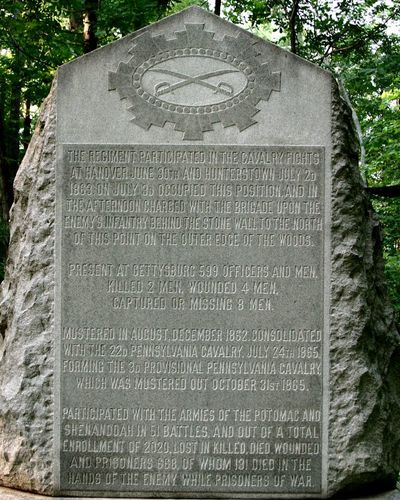 THE REGIMENT PARTICIPATED IN THE CAVALRY FIGHTS
AT HANOVER JUNE 30TH AND HUNTERSTOWN JULY 2D
1863. ON JULY 3D OCCUPIED THIS POSITION, AND IN
THE AFTERNOON CHARGED WITH THE BRIGADE UPON THE
ENEMY'S INFANTRY BEHIND THE STONE WALL TO THE NORTH
OF THIS POINT ON THE OUTER EDGE OF THE WOODS.
PRESENT AT GETTYSBURG 599 OFFICERS AND MEN.
KILLED 2 MEN, WOUNDED 4 MEN,
CAPTURED OR MISSING 8 MEN.
MUSTERED IN AUGUST, DECEMBER 1862. CONSOLIDATED
WITH THE 22D PENNSYLVANIA CAVALRY, JULY 24TH 1865,
FORMING THE 3D PROVISIONAL PENNSYLVANIA CAVALRY,
WHICH WAS MUSTERED OUT OCTOBER 31ST 1865.
PARTICIPATED WITH THE ARMIES OF THE POTOMAC AND
SHENANDOAH IN 51 BATTLES, AND OUT OF A TOTAL
ENROLLMENT OF 2020, LOST IN KILLED, DIED, WOUNDED
AND PRISONERS 698, OF WHOM 131 DIED IN THE
HANDS OF THE ENEMY WHILE PRISONERS OF WAR.